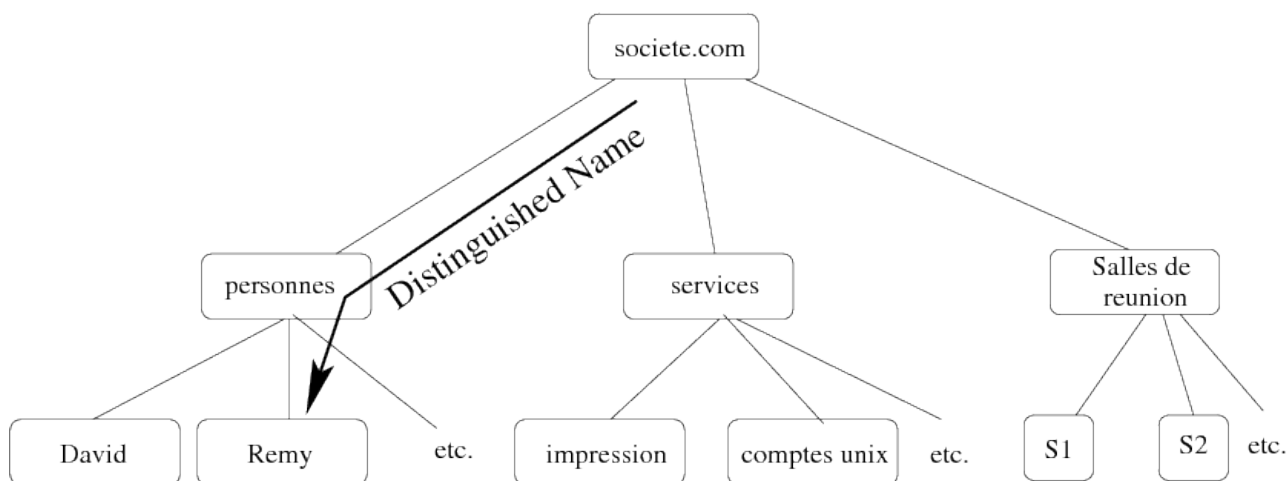 societe.com
Distinguished Name
personnes
services
Salles de
reunion
David
Remy
etc.
impression
comptes unix
etc.
S1
S2
etc.